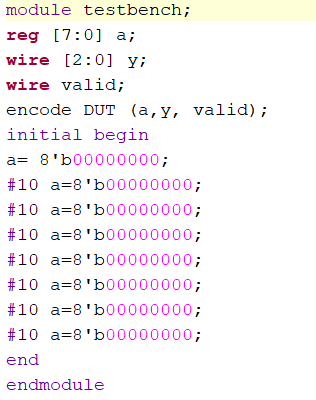 module testbench;
reg [7:0] a;
wire [2:0] y;
wire valid;
encode DUT (a,y, valid);
initial begin
a= 8'b00000000;
#10 a=8'b00000000;
#10 a=8'b00000000;
#10 a=8'b00000000;
#10 a=8'b00000000;
#10 a=8'b00000000;
#10 a=8'b00000000;
#10 a=8'b00000000;
end
endmodule